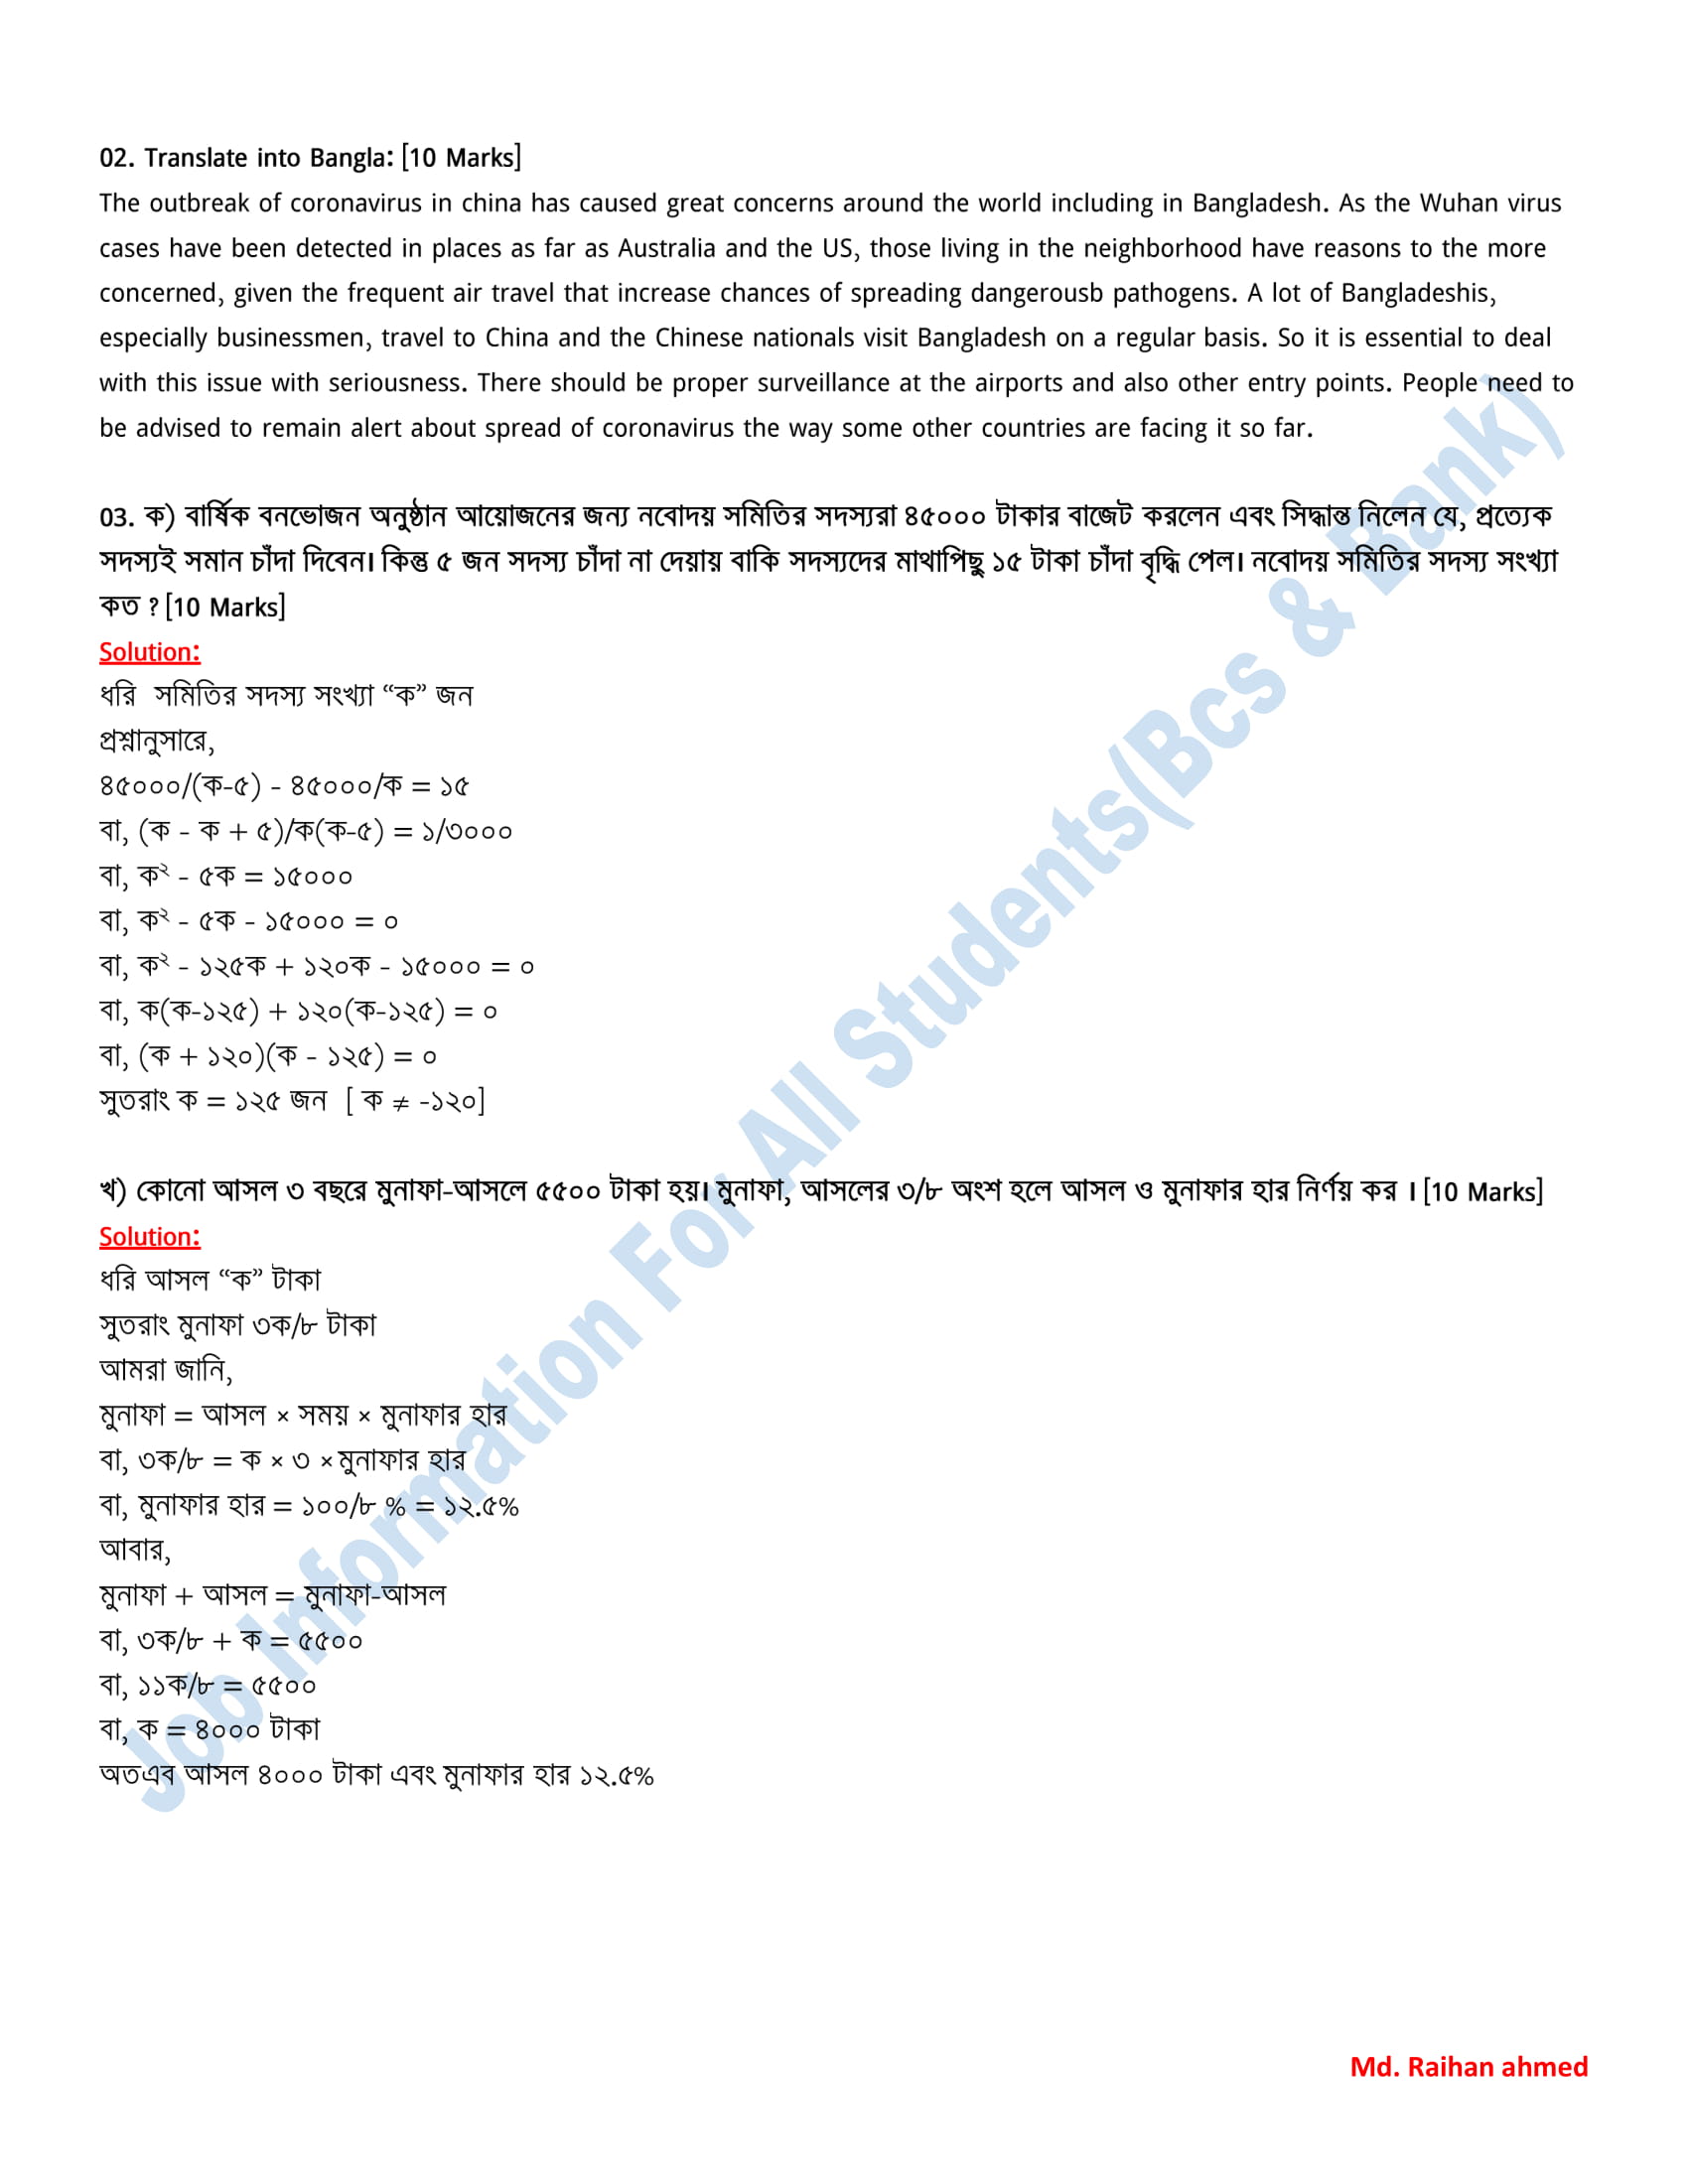 02. Translate into Bangla: [10 Marks]
The outbreak of coronavirus in china has caused great concerns around the world including in Bangladesh. As the Wuhan virus
cases have been detected in places as far as Australia and the US, those living in the neighborhood have reasons to the more
concerned, given the frequent air travel that increase chances of spreading dangerousb pathogens. A lot of Bangladeshis,
especially businessmen, travel to China and the Chinese nationals visit Bangladesh on a regular basis. So it is essential to deal
with this issue with seriousness. There should be proper surveillance at the airports and also other entry points. People need to
be advised to remain alert about spread of coronavirus the way some other countries are facing it so far.
03. ক) বার্ষিক বনভোজন অনুষ্ঠান আয়োজনের জন্য নবোদয় সমিতির সদস্যরা ৪৫০০০ টাকার বাজেট করলেন এবং সিদ্ধান্ত নিলেন যে, প্রত্যেক
সদস্যই সমান চাঁদা দিবেন। কিন্তু ৫ জন সদস্য চাঁদা না দেয়ায় বাকি সদস্যদের মাথাপিছু ১৫ টাকা চাঁদা বৃদ্ধি পেল। নবোদয় সমিতির সদস্য সংখ্যা
কত ? [10 Marks]
Solution:
ধরি সমিতির সদস্য সংখ্যা “ক” জন
প্রশ্নানুসারে,
৪৫০০০/(ক-৫) - ৪৫০০০/ক = ১৫
বা, (ক - ক + ৫)/ক(ক-৫) = ১/৩০০০
বা, ক² - ৫ক = ১৫০০০
বা, ক² - ৫ক - ১৫০০০ = ০
বা, ক² - ১২৫ক + ১২০ক - ১৫০০০ = ০
বা, ক(ক-১২৫) + ১২০(ক-১২৫) = ০
বা, (ক + ১২০)(ক - ১২৫) = ০
সুতরাং ক = ১২৫ জন [ ক ≠ -১২০]
খ) কোনো আসল ৩ বছরে মুনাফা-আসলে ৫৫০০ টাকা হয়। মুনাফা, আসলের ৩/৮ অংশ হলে আসল ও মুনাফার হার নির্ণয় কর । [10 Marks]
Solution:
ধরি আসল “ক” টাকা
সুতরাং মুনাফা ৩ক/৮ টাকা
আমরা জানি,
মুনাফা = আসল × সময় × মুনাফার হার
বা, ৩ক/৮ = ক × ৩ × মুনাফার হার
বা, মুনাফার হার = ১০০/৮ % = ১২.৫%
আবার,
মুনাফা + আসল = মুনাফা-আসল
বা, ৩ক/৮ + ক = ৫৫০০
বা, ১১ক/৮ = ৫৫০০
বা, ক = ৪০০০ টাকা
অতএব আসল ৪০০০ টাকা এবং মুনাফার হার ১২.৫%
Job Information For All Students(Bcs & Bank)
Md. Raihan ahmed